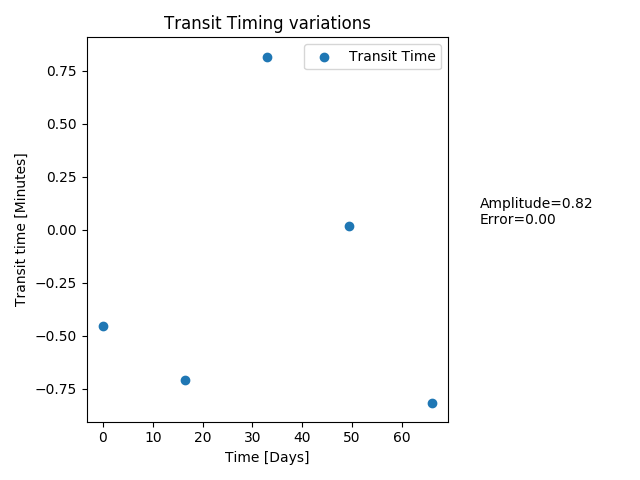 Transit Timing variations
Transit Time
Transit time [Minutes]
0.75
0.50
0.25
0.00
−0.25
−0.50
−0.75
0 10 20 30 40 50 60
Time [Days]
Amplitude=0.82
Error=0.00